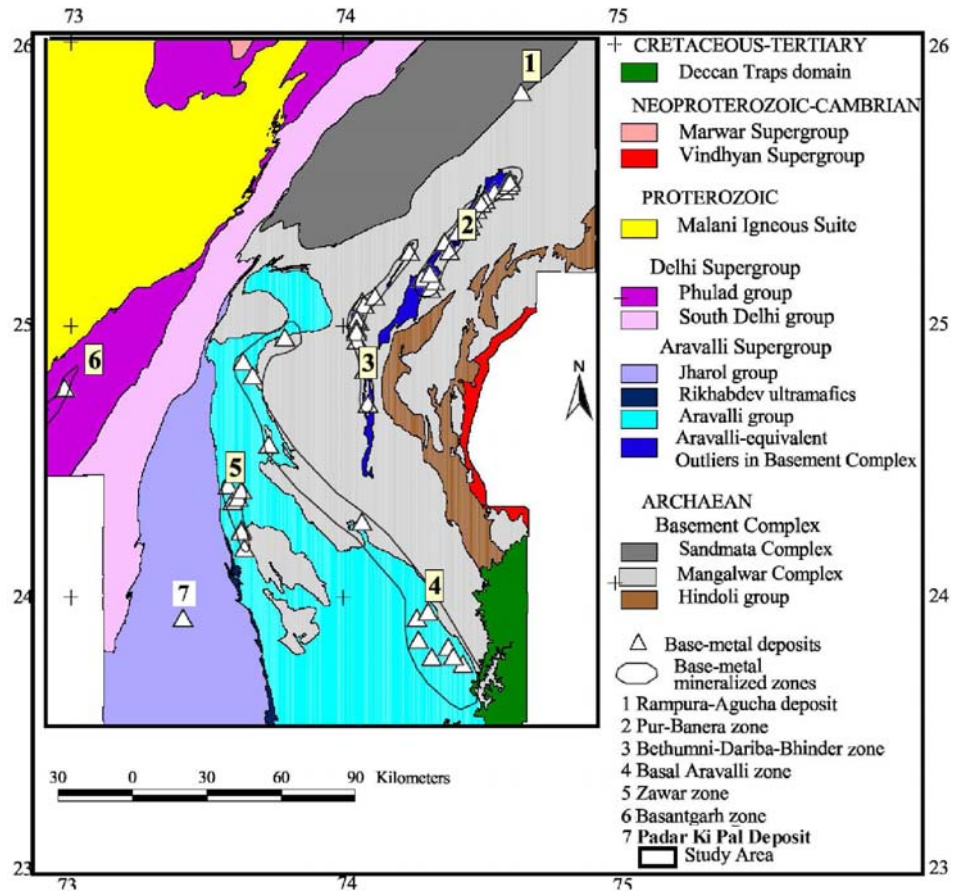 73
74
75
26
26
25
25
24
24
23
23
73
74
75
1
2
3
6
5
4
7
N
30 0 30 60 90 Kilometers
CRETACEOUS-TERTIARY
Deccan Traps domain
NEOPROTEROZOIC-CAMBRIAN
Marwar Supergroup
Vindhyan Supergroup
PROTEROZOIC
Malani Igneous Suite
Delhi Supergroup
Phulad group
South Delhi group
Aravalli Supergroup
Jharol group
Rikhabdev ultramafics
Aravalli group
Aravalli-equivalent
Outliers in Basement Complex
ARCHAEAN
Basement Complex
Sandmata Complex
Mangalwar Complex
Hindoli group
Base-metal deposits
Base-metal
mineralized zones
1 Rampura-Agucha deposit
2 Pur-Banera zone
3 Bethumni-Dariba-Bhinder zone
4 Basal Aravalli zone
5 Zawar zone
6 Basantgarh zone
7 Padar Ki Pal Deposit
Study Area